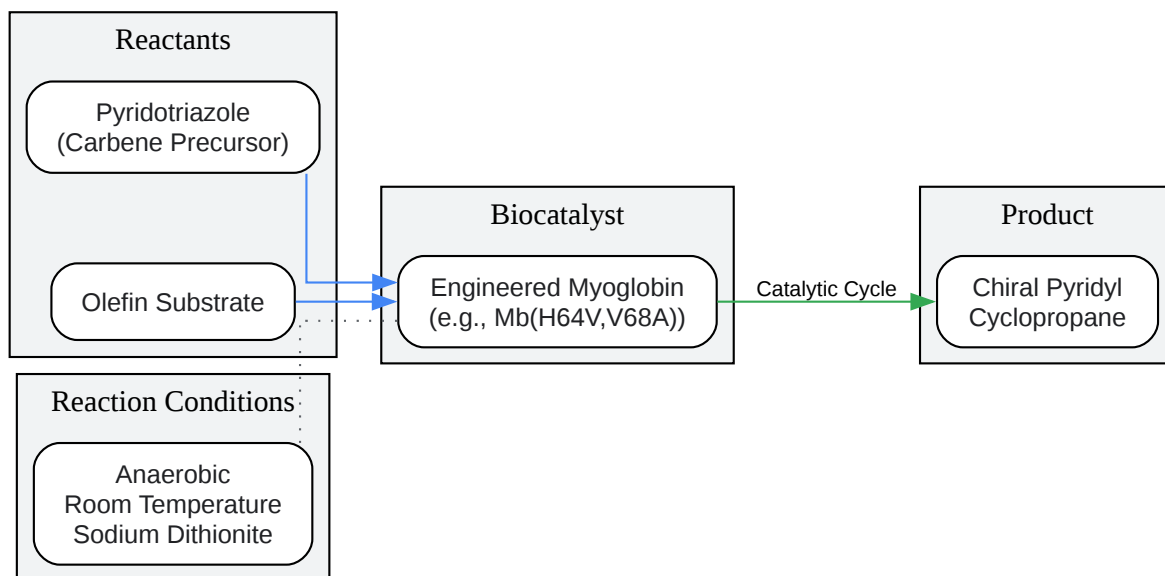 Reactants
Pyridotriazole
(Carbene Precursor)
Olefin Substrate
Reaction Conditions
Anaerobic
Room Temperature
Sodium Dithionite
Biocatalyst
Engineered Myoglobin
(e.g., Mb(H64V,V68A))
Catalytic Cycle
Product
Chiral Pyridyl
Cyclopropane